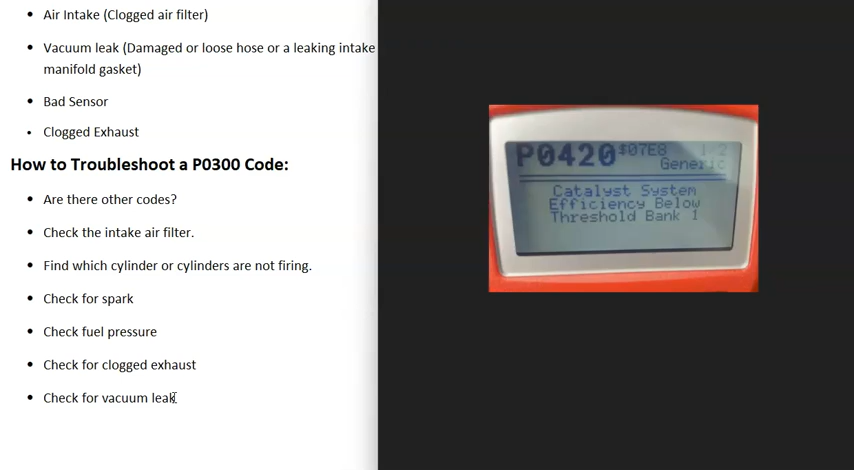 Air Intake (Clogged air filter)
Vacuum leak (Damaged or loose hose or a leaking intake
manifold gasket)
Bad Sensor
Clogged Exhaust
How to Troubleshoot a P0300 Code:
Are there other codes?
Check the intake air filter.
Find which cylinder or cylinders are not firing.
Check for spark
Check fuel pressure
Check for clogged exhaust
Check for vacuum leak
P0420 $07E8 1/2
Generic
Catalyst System
Efficiency Below
Threshold Bank 1